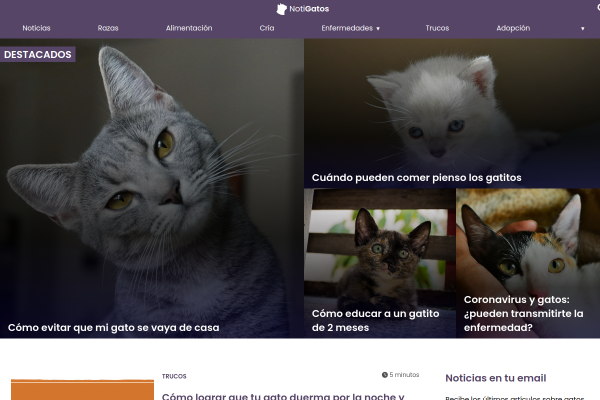 NotiGatos
Noticias
Razas
Alimentación
Cría
Enfermedades ▼
Trucos
Adopción
▼
DESTACADOS
Cuándo pueden comer pienso los gatitos
Cómo evitar que mi gato se vaya de casa
Cómo educar a un gatito
de 2 meses
Coronavirus y gatos:
¿pueden transmitirte la
enfermedad?
TRUCOS
5 minutos
Cómo lograr que tu gato duerma por la noche y
Noticias en tu email
Recibe los últimos artículos sobre gatos